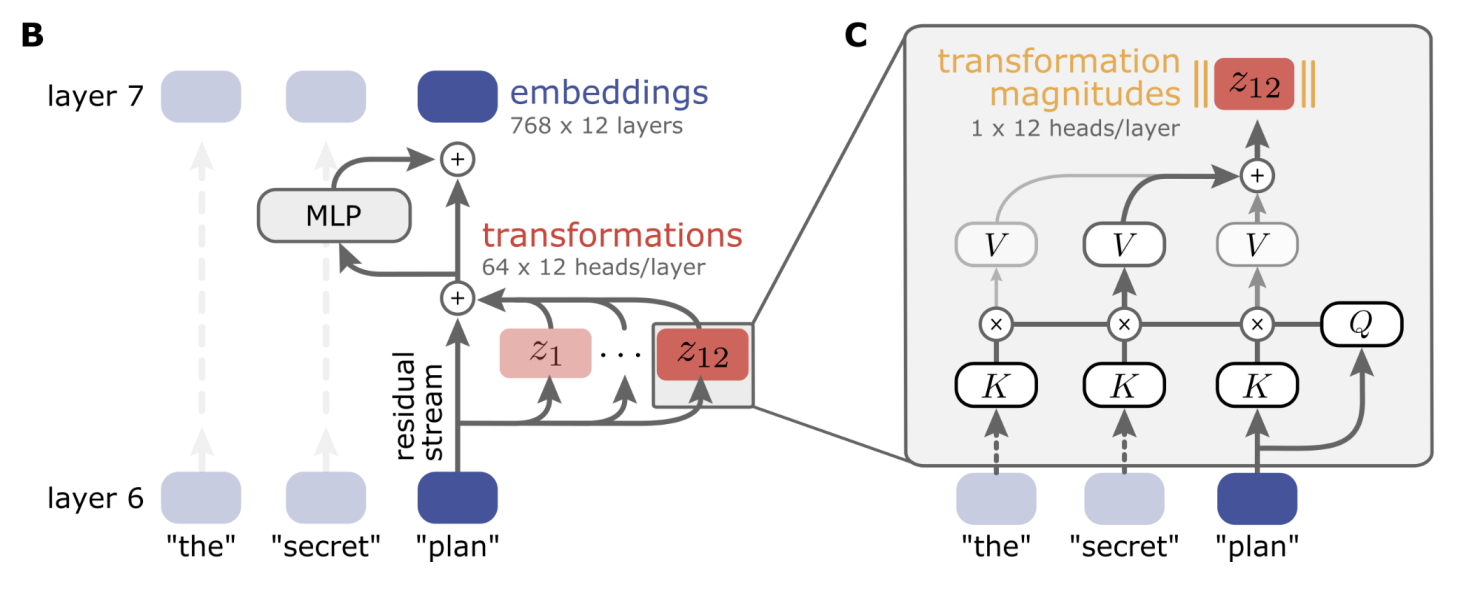 B
layer 7
embeddings
768 x 12 layers
+
MLP
transformations
64 x 12 heads/layer
+
z₁ ... z₁₂
residual
stream
layer 6
"the" "secret" "plan"
C
transformation
magnitudes || z₁₂ ||
1 x 12 heads/layer
+
V V V
× × × Q
K K K
"the" "secret" "plan"